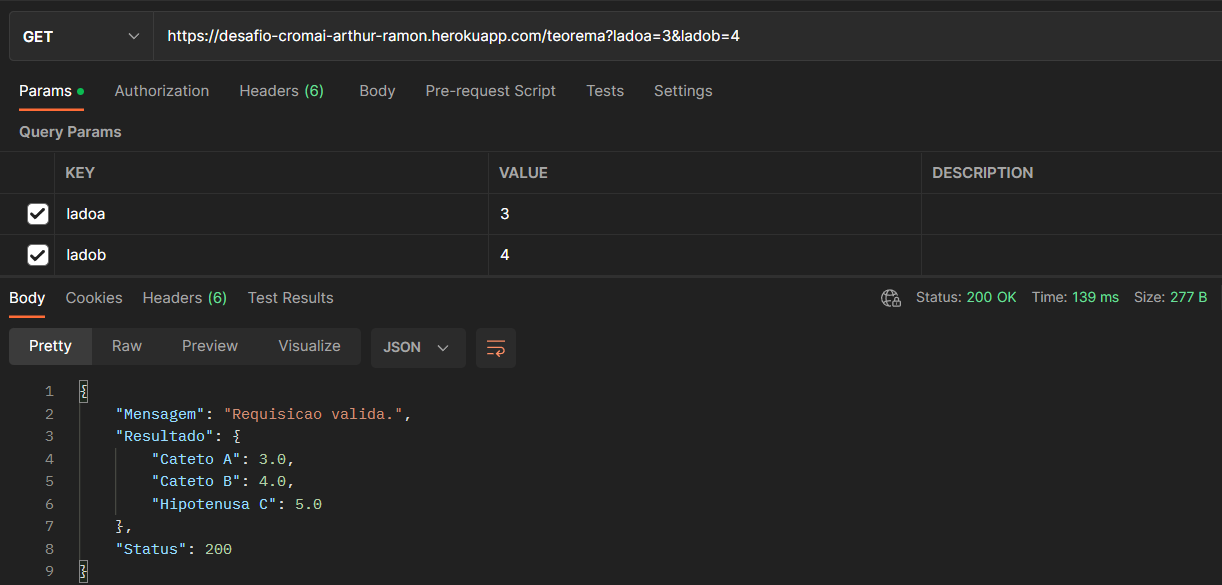 GET https://desafio-cromai-arthur-ramon.herokuapp.com/teorema?ladoa=3&ladob=4
Params Authorization Headers (6) Body Pre-request Script Tests Settings
Query Params
KEY VALUE DESCRIPTION
ladoa 3
ladob 4
Body Cookies Headers (6) Test Results Status: 200 OK Time: 139 ms Size: 277 B
Pretty Raw Preview Visualize JSON
1 {
2 "Mensagem": "Requisicao valida.",
3 "Resultado": {
4 "Cateto A": 3.0,
5 "Cateto B": 4.0,
6 "Hipotenusa C": 5.0
7 },
8 "Status": 200
9 }